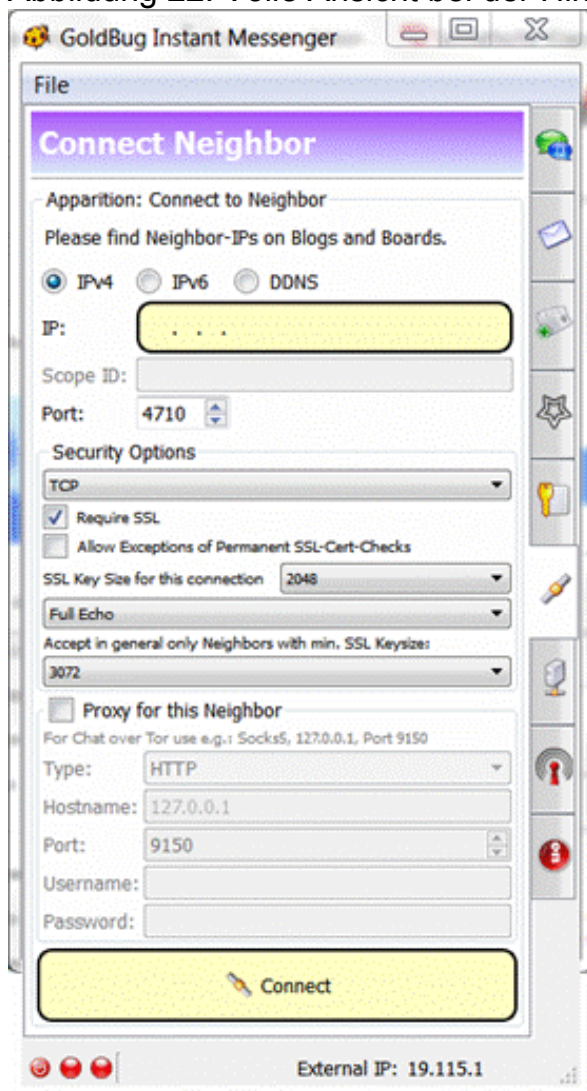 GoldBug Instant Messenger
File
Connect Neighbor
Apparition: Connect to Neighbor
Please find Neighbor-IPs on Blogs and Boards.
IPv4 IPv6 DDNS
IP: . . .
Scope ID:
Port: 4710
Security Options
TCP
Require SSL
Allow Exceptions of Permanent SSL-Cert-Checks
SSL Key Size for this connection 2048
Full Echo
Accept in general only Neighbors with min. SSL Keysize:
3072
Proxy for this Neighbor
For Chat over Tor use e.g.: Socks5, 127.0.0.1, Port 9150
Type: HTTP
Hostname: 127.0.0.1
Port: 9150
Username:
Password:
Connect
External IP: 19.115.1